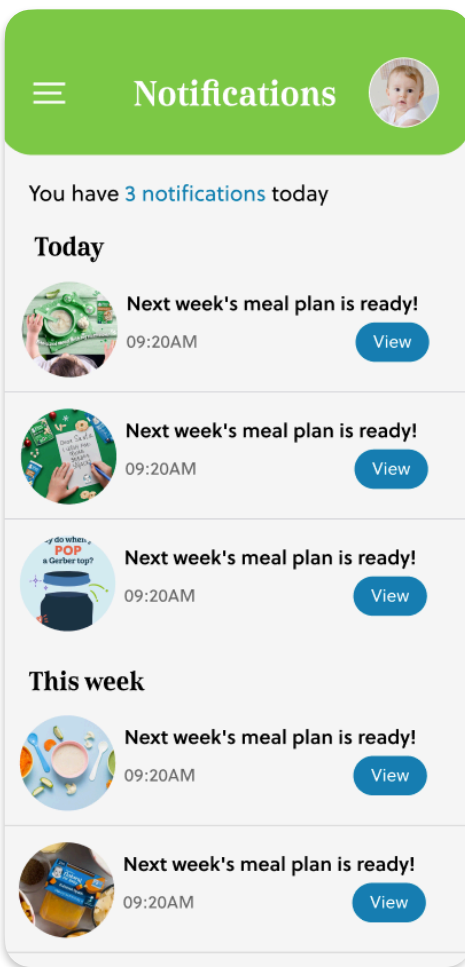 Notifications
You have 3 notifications today
Today
Next week's meal plan is ready!
09:20AM
View
Next week's meal plan is ready!
09:20AM
View
POP
a Gerber top?
Next week's meal plan is ready!
09:20AM
View
This week
Next week's meal plan is ready!
09:20AM
View
Next week's meal plan is ready!
09:20AM
View